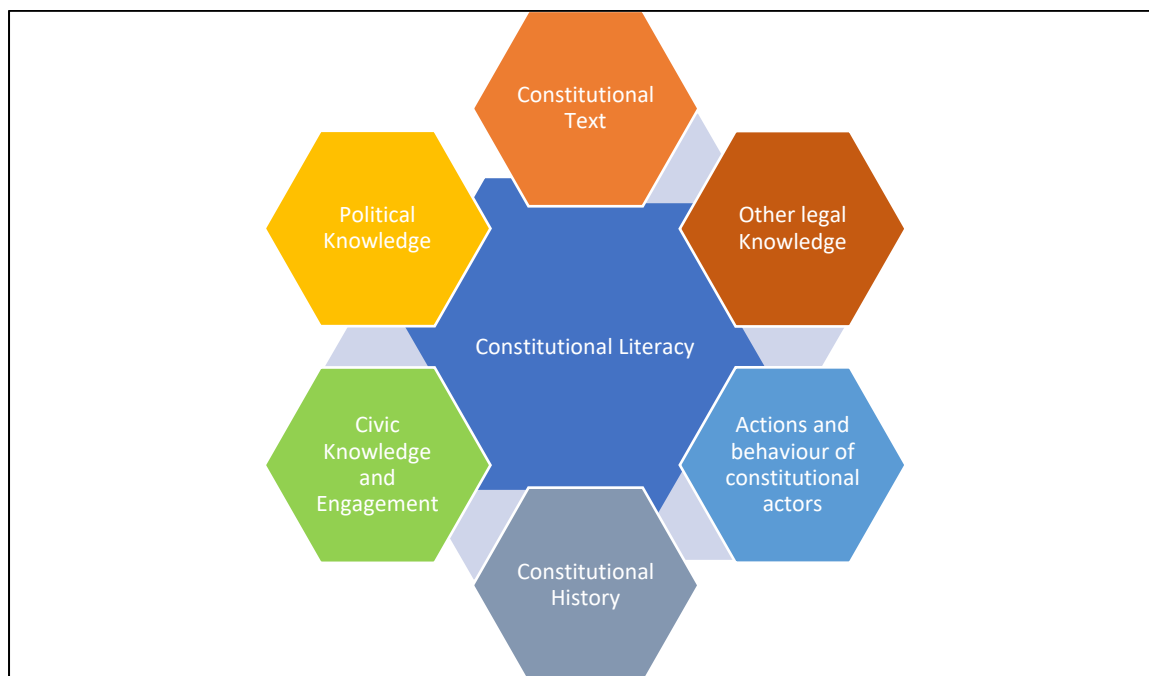 Constitutional
Text
Political
Knowledge
Other legal
Knowledge
Constitutional Literacy
Civic
Knowledge
and
Engagement
Actions and
behaviour of
constitutional
actors
Constitutional
History